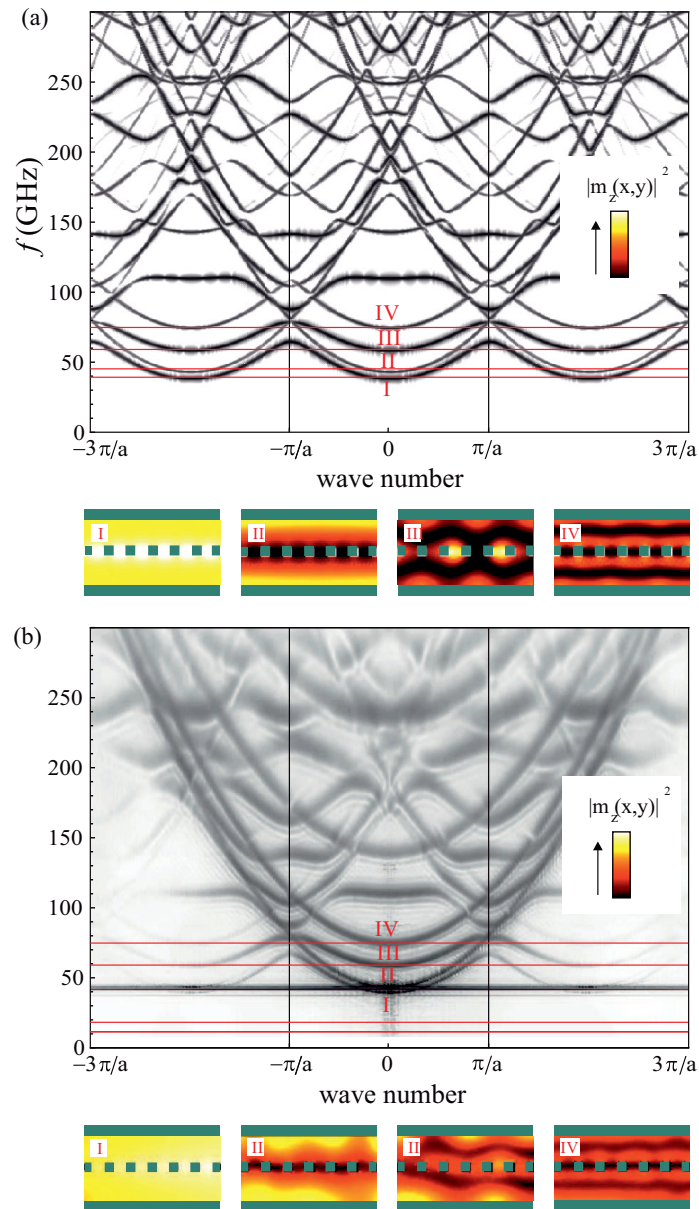 (a)
250
200
150
100
50
0
f (GHz)
|m_z(x,y)|²
IV
III
II
I
−3π/a
−π/a
0
π/a
3π/a
wave number
I
II
III
IV
(b)
250
200
150
100
50
0
|m_z(x,y)|²
IV
III
II
I
−3π/a
−π/a
0
π/a
3π/a
wave number
I
II
II
IV